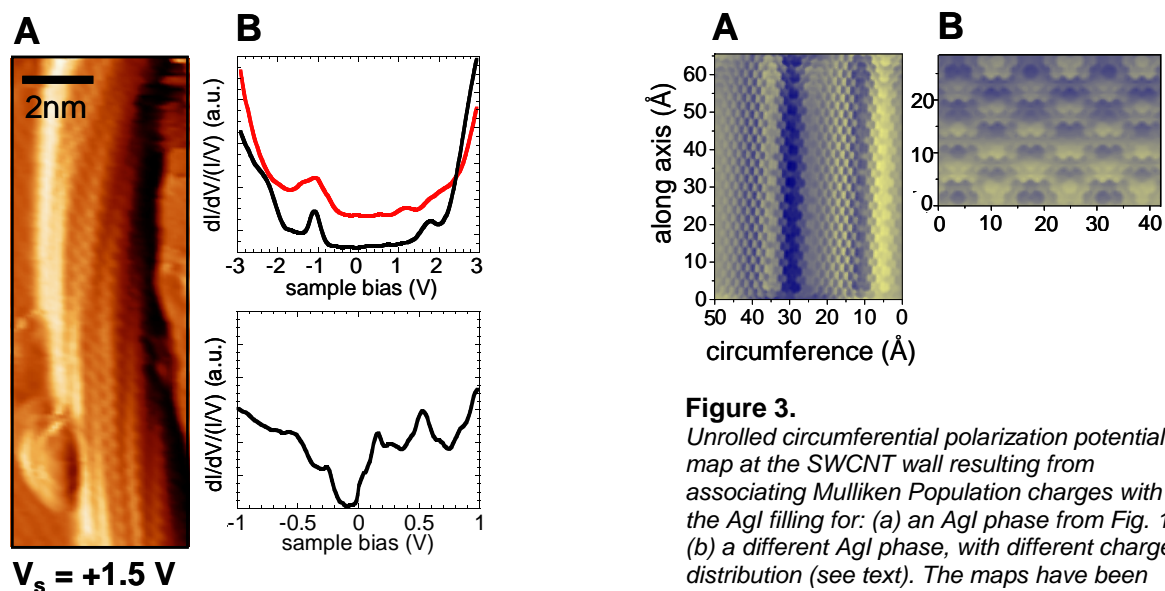 A
2nm
V_s = +1.5 V
B
dI/dV/(I/V) (a.u.)
-3 -2 -1 0 1 2 3
sample bias (V)
dI/dV/(I/V) (a.u.)
-1 -0.5 0 0.5 1
sample bias (V)
A
along axis (Å)
60
50
40
30
20
10
0
50 40 30 20 10 0
circumference (Å)
B
20
10
0
0 10 20 30 40
Figure 3.
Unrolled circumferential polarization potential
map at the SWCNT wall resulting from
associating Mulliken Population charges with
the AgI filling for: (a) an AgI phase from Fig. 1
(b) a different AgI phase, with different charge
distribution (see text). The maps have been